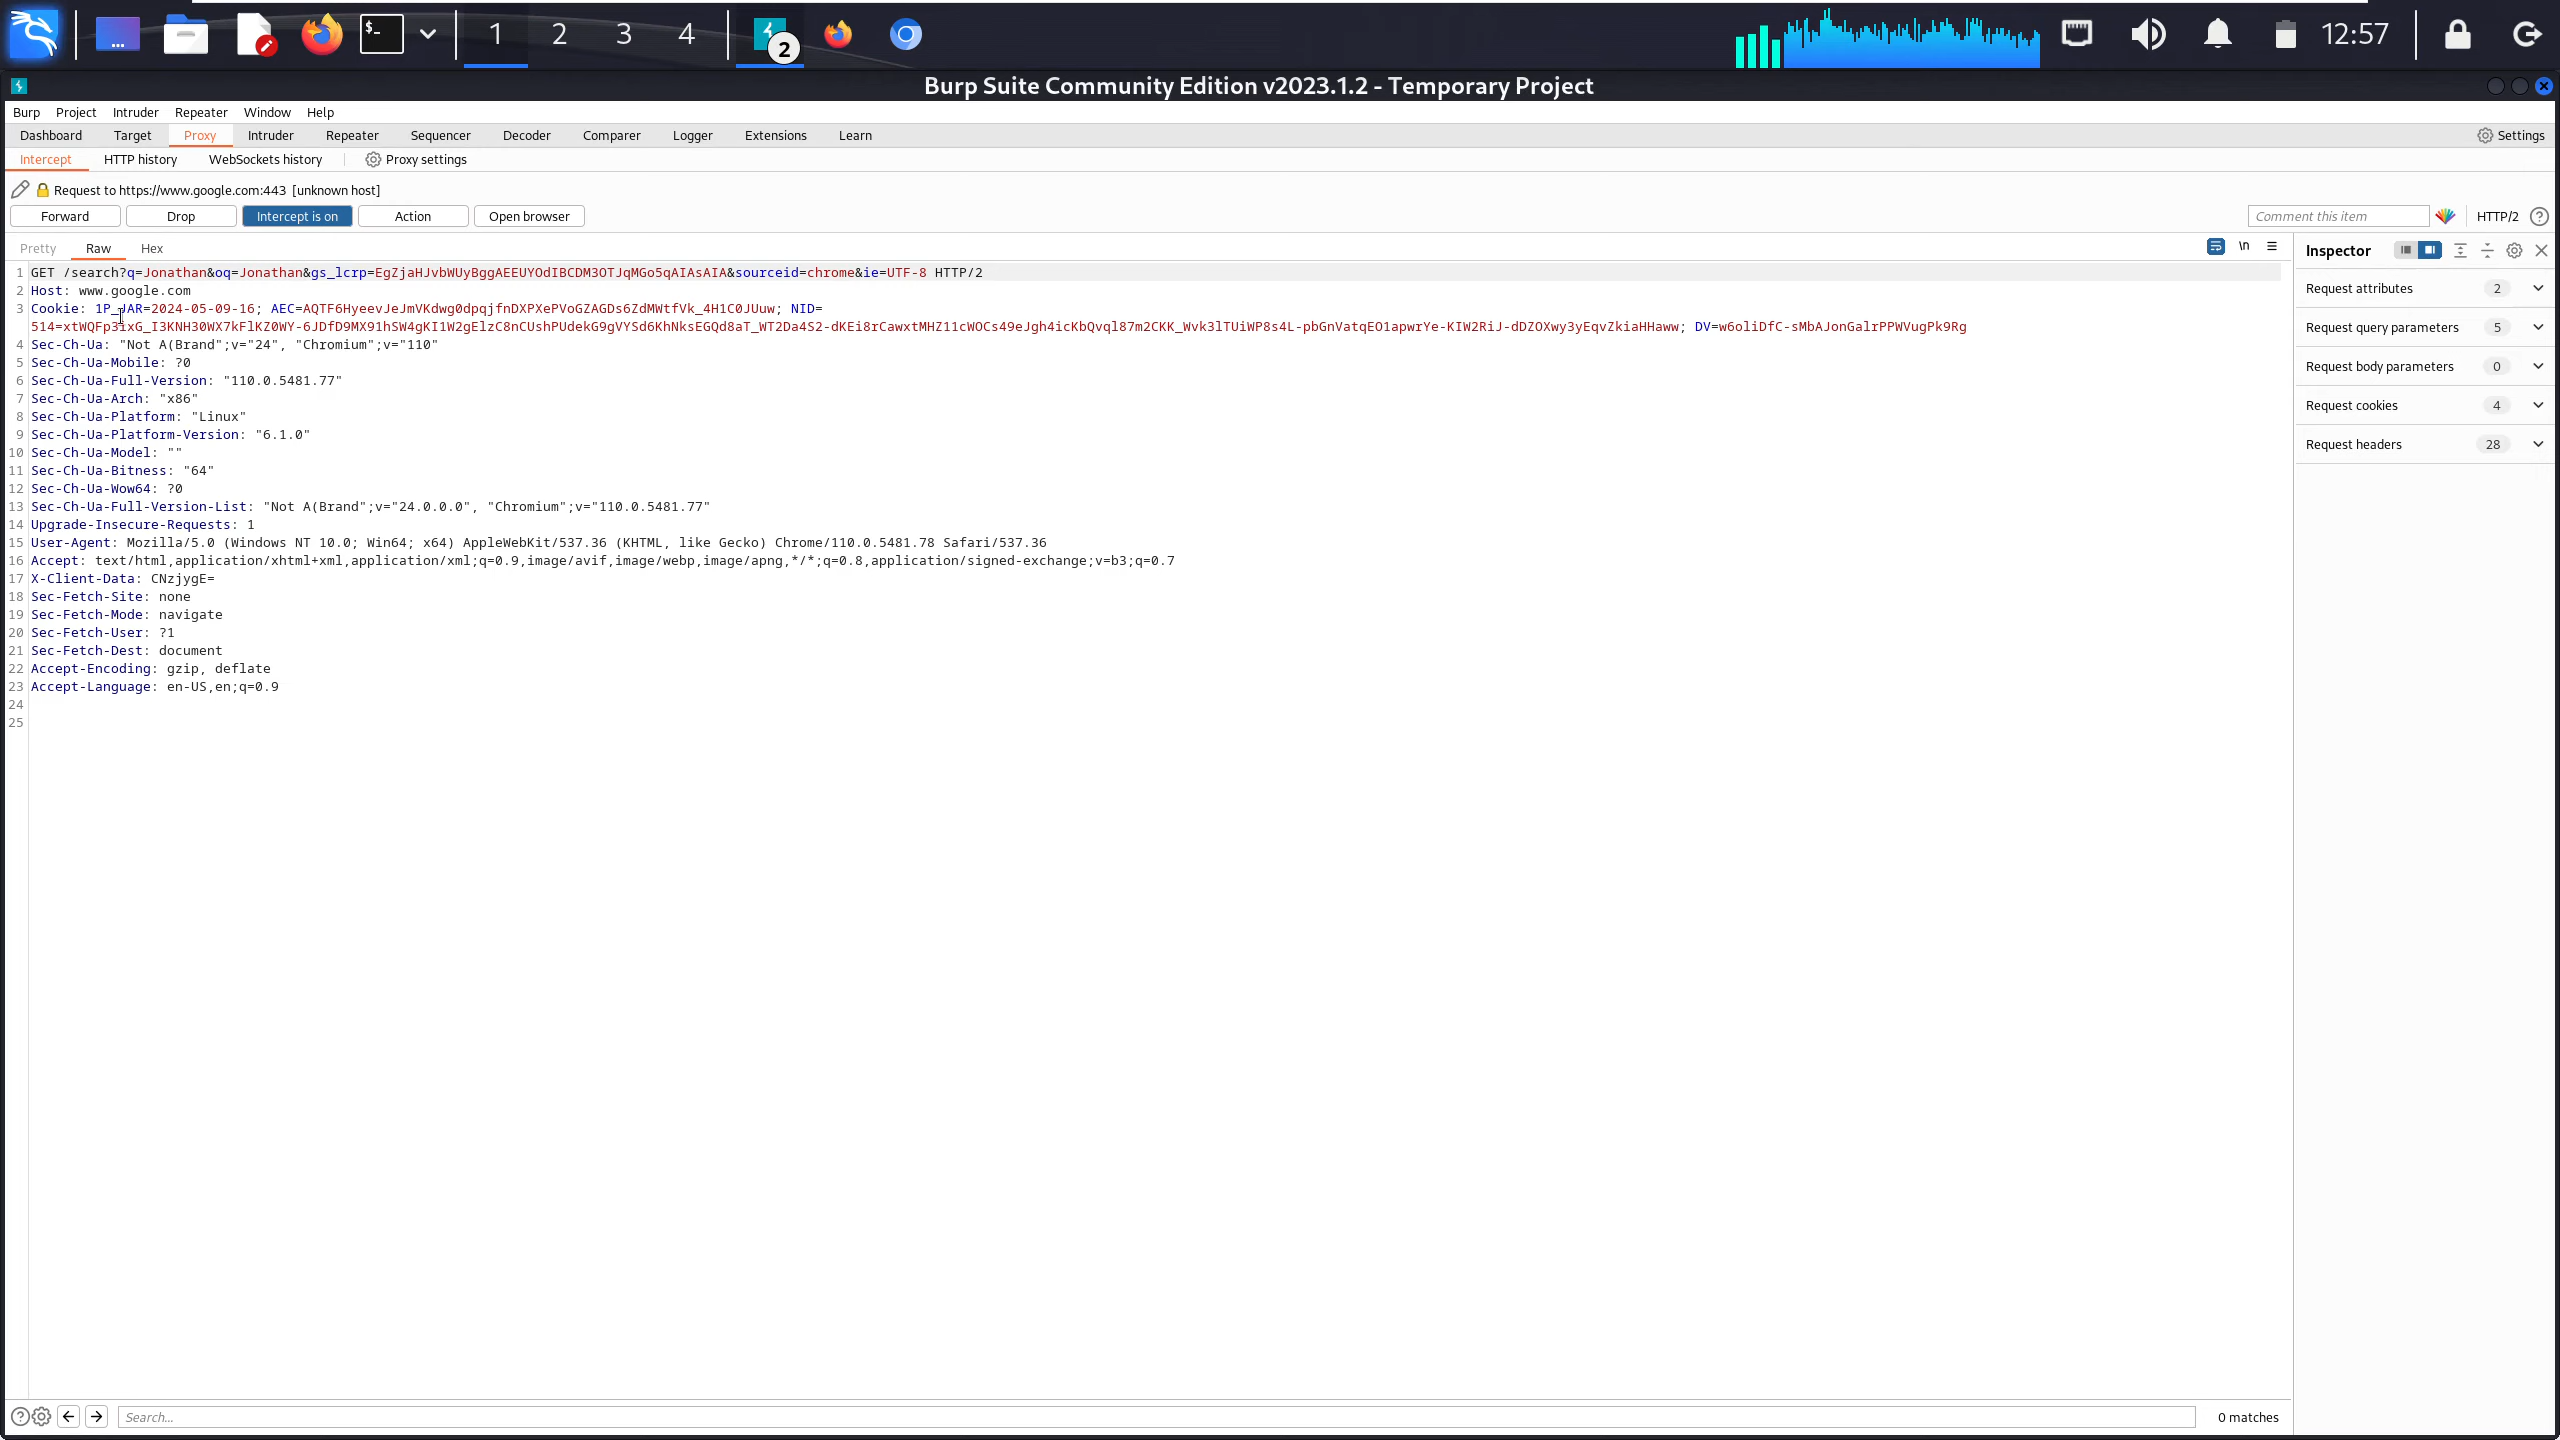 $-
1 2 3 4
2
12:57
Burp Suite Community Edition v2023.1.2 - Temporary Project
Burp Project Intruder Repeater Window Help
Dashboard Target Proxy Intruder Repeater Sequencer Decoder Comparer Logger Extensions Learn Settings
Intercept HTTP history WebSockets history Proxy settings
Request to https://www.google.com:443 [unknown host]
Forward Drop Intercept is on Action Open browser Comment this item HTTP/2 ?
Pretty Raw Hex \n
Inspector
1 GET /search?q=Jonathan&oq=Jonathan&gs_lcrp=EgZjaHJvbWUyBggAEEUYOdIBCDM3OTJqMGo5qAIAsAIA&sourceid=chrome&ie=UTF-8 HTTP/2
2 Host: www.google.com
3 Cookie: 1P_JAR=2024-05-09-16; AEC=AQTF6HyeevJeJmVKdwg0dpqjfnDXPXePVoGZAGDs6ZdMWtfVk_4H1C0JUuw; NID=
514=xtWQFp3ixG_I3KNH30WX7kFlKZ0WY-6JDfD9MX91hSW4gKI1W2gElzC8nCUshPUdekG9gVYSd6KhNksEGQd8aT_WT2Da4S2-dKEi8rCawxtMHZ11cWOCs49eJgh4icKbQvql87m2CKK_Wvk3lTUiWP8s4L-pbGnVatqEO1apwrYe-KIW2RiJ-dDZOXwy3yEqvZkiaHHaww; DV=w6oliDfC-sMbAJonGalrPPWVugPk9Rg
4 Sec-Ch-Ua: "Not A(Brand";v="24", "Chromium";v="110"
5 Sec-Ch-Ua-Mobile: ?0
6 Sec-Ch-Ua-Full-Version: "110.0.5481.77"
7 Sec-Ch-Ua-Arch: "x86"
8 Sec-Ch-Ua-Platform: "Linux"
9 Sec-Ch-Ua-Platform-Version: "6.1.0"
10 Sec-Ch-Ua-Model: ""
11 Sec-Ch-Ua-Bitness: "64"
12 Sec-Ch-Ua-Wow64: ?0
13 Sec-Ch-Ua-Full-Version-List: "Not A(Brand";v="24.0.0.0", "Chromium";v="110.0.5481.77"
14 Upgrade-Insecure-Requests: 1
15 User-Agent: Mozilla/5.0 (Windows NT 10.0; Win64; x64) AppleWebKit/537.36 (KHTML, like Gecko) Chrome/110.0.5481.78 Safari/537.36
16 Accept: text/html,application/xhtml+xml,application/xml;q=0.9,image/avif,image/webp,image/apng,*/*;q=0.8,application/signed-exchange;v=b3;q=0.7
17 X-Client-Data: CNzjygE=
18 Sec-Fetch-Site: none
19 Sec-Fetch-Mode: navigate
20 Sec-Fetch-User: ?1
21 Sec-Fetch-Dest: document
22 Accept-Encoding: gzip, deflate
23 Accept-Language: en-US,en;q=0.9
24
25
Request attributes 2
Request query parameters 5
Request body parameters 0
Request cookies 4
Request headers 28
? Search... 0 matches